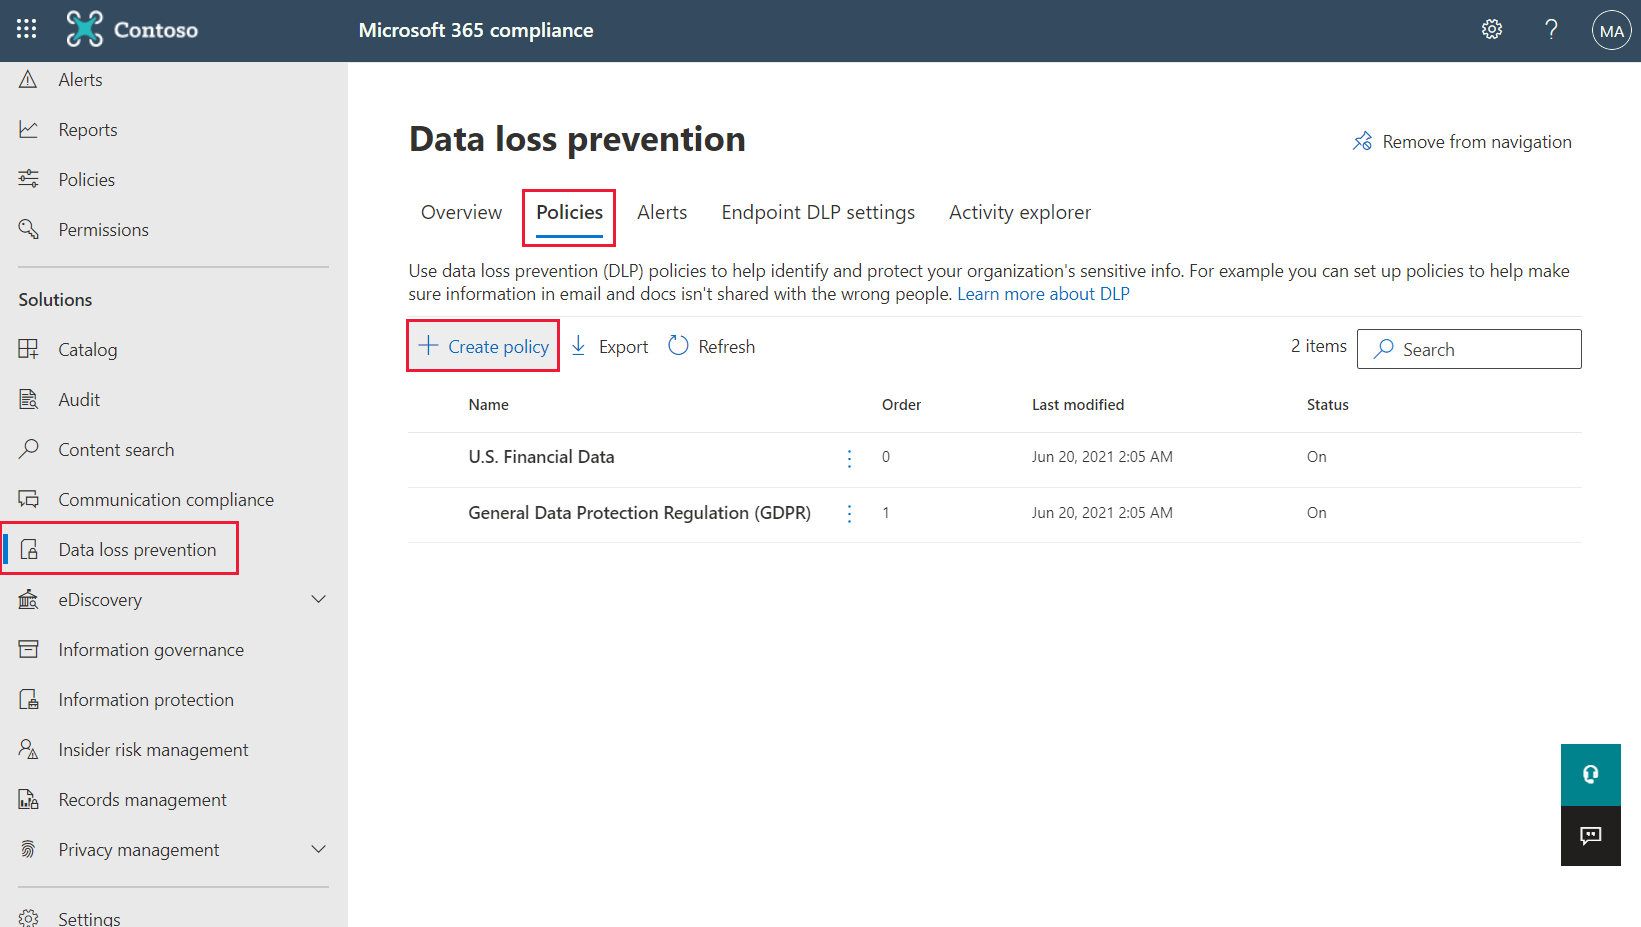 Contoso
Microsoft 365 compliance
?
MA
Alerts
Reports
Policies
Permissions
Solutions
Catalog
Audit
Content search
Communication compliance
Data loss prevention
eDiscovery
Information governance
Information protection
Insider risk management
Records management
Privacy management
Settings
Data loss prevention
Remove from navigation
Overview Policies Alerts Endpoint DLP settings Activity explorer
Use data loss prevention (DLP) policies to help identify and protect your organization's sensitive info. For example you can set up policies to help make
sure information in email and docs isn't shared with the wrong people. Learn more about DLP
Create policy Export Refresh 2 items Search
Name Order Last modified Status
U.S. Financial Data 0 Jun 20, 2021 2:05 AM On
General Data Protection Regulation (GDPR) 1 Jun 20, 2021 2:05 AM On